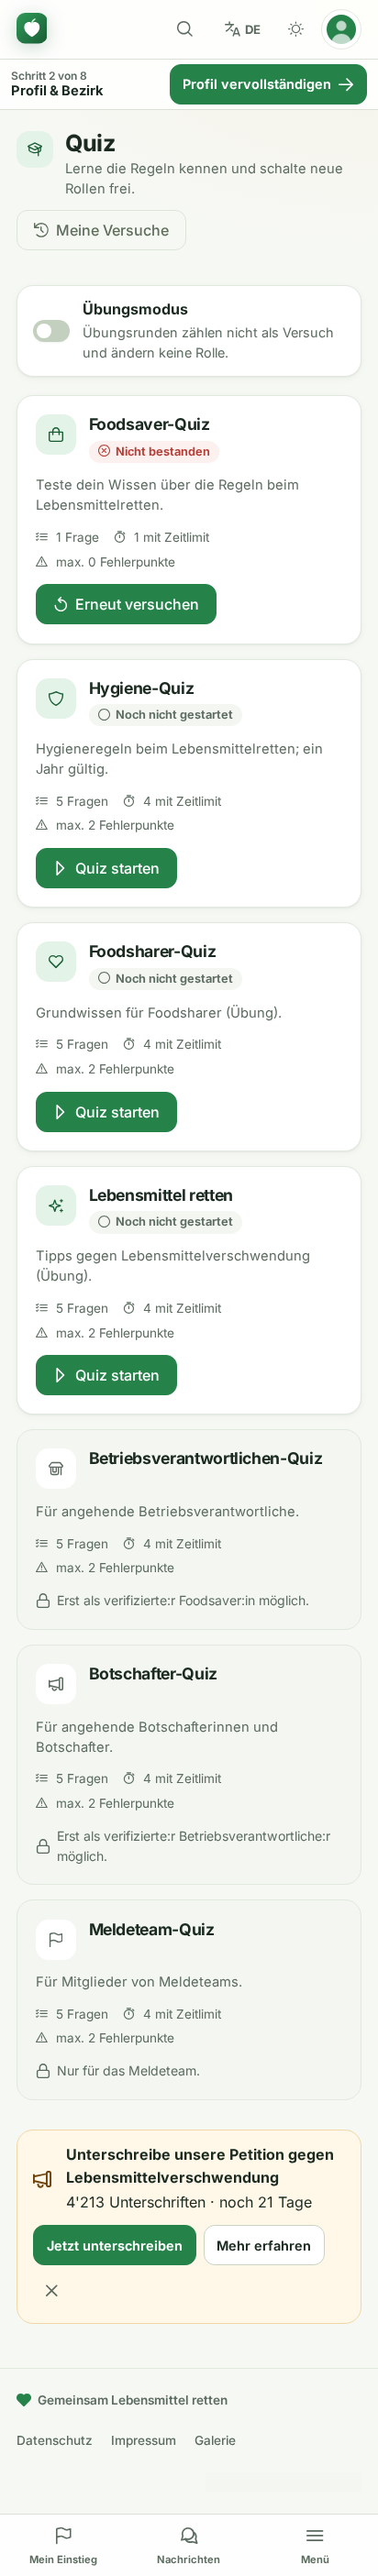 DE
Schritt 2 von 8
Profil & Bezirk
Profil vervollständigen
Quiz
Lerne die Regeln kennen und schalte neue
Rollen frei.
Meine Versuche
Übungsmodus
Übungsrunden zählen nicht als Versuch
und ändern keine Rolle.
Foodsaver-Quiz
Nicht bestanden
Teste dein Wissen über die Regeln beim
Lebensmittelretten.
1 Frage 1 mit Zeitlimit
max. 0 Fehlerpunkte
Erneut versuchen
Hygiene-Quiz
Noch nicht gestartet
Hygieneregeln beim Lebensmittelretten; ein
Jahr gültig.
5 Fragen 4 mit Zeitlimit
max. 2 Fehlerpunkte
Quiz starten
Foodsharer-Quiz
Noch nicht gestartet
Grundwissen für Foodsharer (Übung).
5 Fragen 4 mit Zeitlimit
max. 2 Fehlerpunkte
Quiz starten
Lebensmittel retten
Noch nicht gestartet
Tipps gegen Lebensmittelverschwendung
(Übung).
5 Fragen 4 mit Zeitlimit
max. 2 Fehlerpunkte
Quiz starten
Betriebsverantwortlichen-Quiz
Für angehende Betriebsverantwortliche.
5 Fragen 4 mit Zeitlimit
max. 2 Fehlerpunkte
Erst als verifizierte:r Foodsaver:in möglich.
Botschafter-Quiz
Für angehende Botschafterinnen und
Botschafter.
5 Fragen 4 mit Zeitlimit
max. 2 Fehlerpunkte
Erst als verifizierte:r Betriebsverantwortliche:r
möglich.
Meldeteam-Quiz
Für Mitglieder von Meldeteams.
5 Fragen 4 mit Zeitlimit
max. 2 Fehlerpunkte
Nur für das Meldeteam.
Unterschreibe unsere Petition gegen
Lebensmittelverschwendung
4'213 Unterschriften · noch 21 Tage
Jetzt unterschreiben Mehr erfahren
Gemeinsam Lebensmittel retten
Datenschutz Impressum Galerie
Mein Einstieg Nachrichten Menü